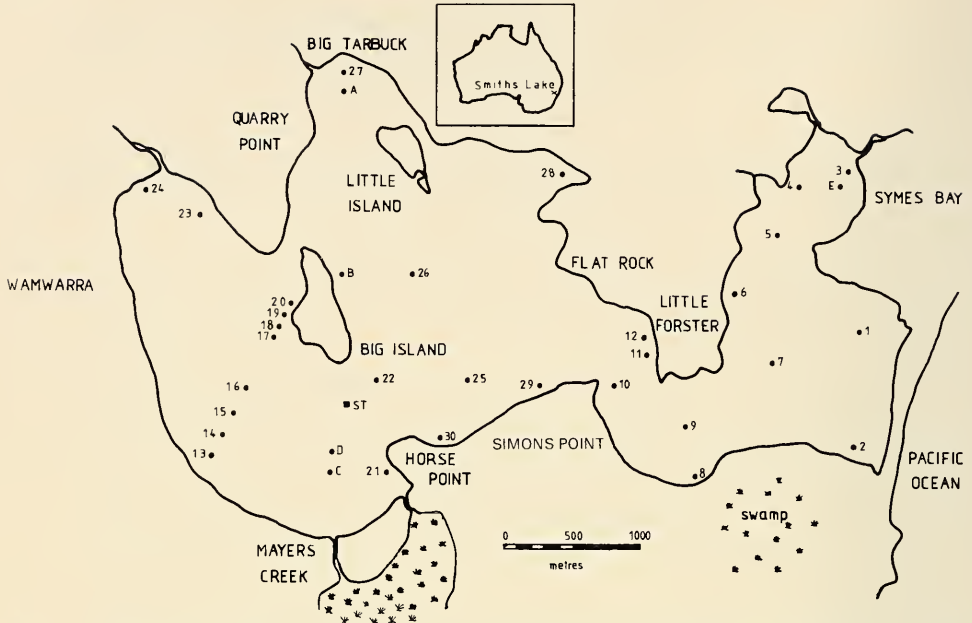 BIG TARBUCK
27
A
Smiths Lake
QUARRY
POINT
LITTLE
ISLAND
28
3
4
E
SYMES BAY
24
23
5
WAMWARRA
B
26
FLAT ROCK
6
LITTLE
FORSTER
20
19
18
17
12
11
1
BIG ISLAND
7
22
25
29
10
16
ST
15
14
13
9
30
SIMONS POINT
D
C
21
HORSE
POINT
8
2
PACIFIC
OCEAN
swamp
0
500
1000
metres
MAYERS
CREEK